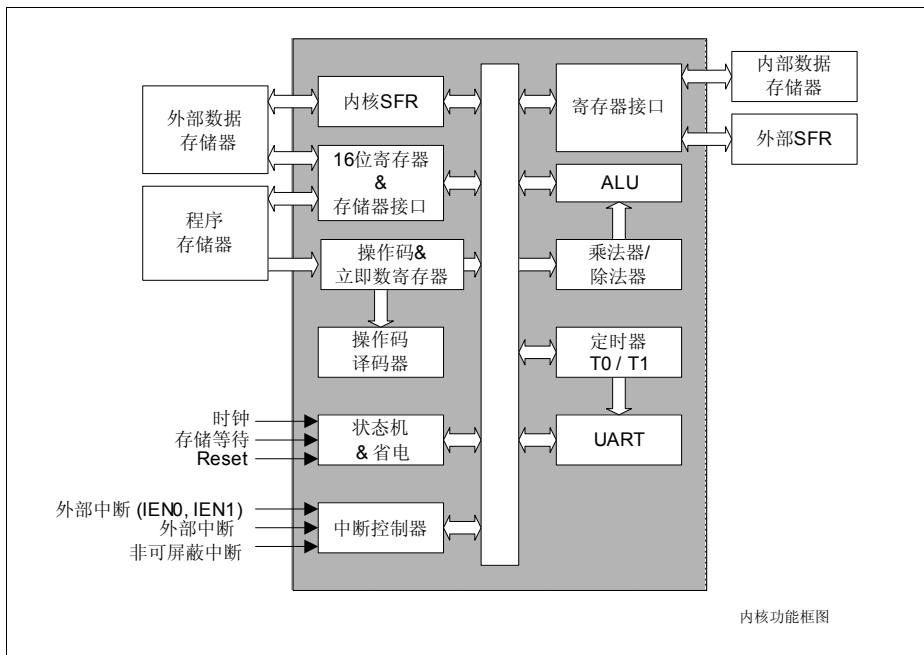 外部数据
存储器
程序
存储器
内核SFR
16位寄存器
&
存储器接口
操作码&
立即数寄存器
操作码
译码器
时钟
存储等待
Reset
状态机
& 省电
外部中断 (IEN0, IEN1)
外部中断
非可屏蔽中断
中断控制器
寄存器接口
ALU
乘法器/
除法器
定时器
T0 / T1
UART
内部数据
存储器
外部SFR
内核功能框图